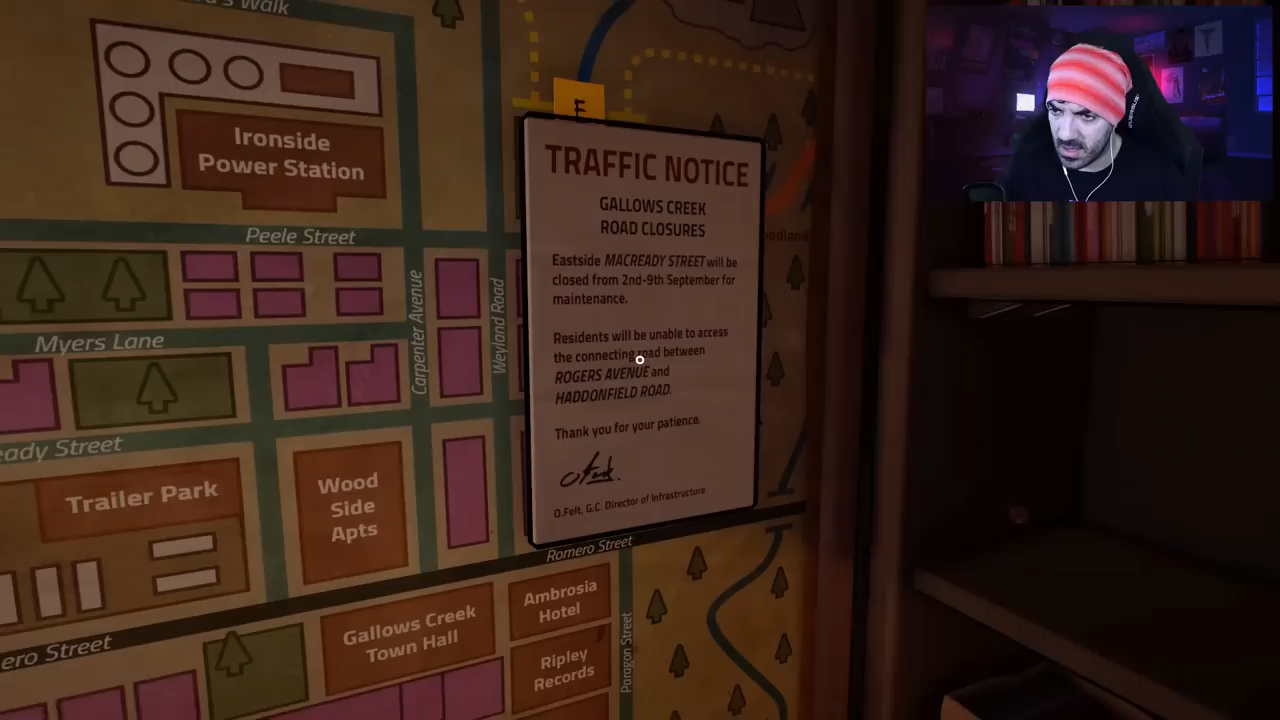 Walk
Ironside
Power Station
Peele Street
Myers Lane
Carpenter Avenue
Weyland Road
Street
Trailer Park
Wood
Side
Apts
E
TRAFFIC NOTICE
GALLOWS CREEK
ROAD CLOSURES
Eastside MACREADY STREET will be
closed from 2nd-9th September for
maintenance.
Residents will be unable to access
the connecting road between
ROGERS AVENUE and
HADDONFIELD ROAD.
Thank you for your patience.
O.Felt, G.C. Director of Infrastructure
Romero Street
Street
Gallows Creek
Town Hall
Ambrosia
Hotel
Ripley
Records
Paragon Street